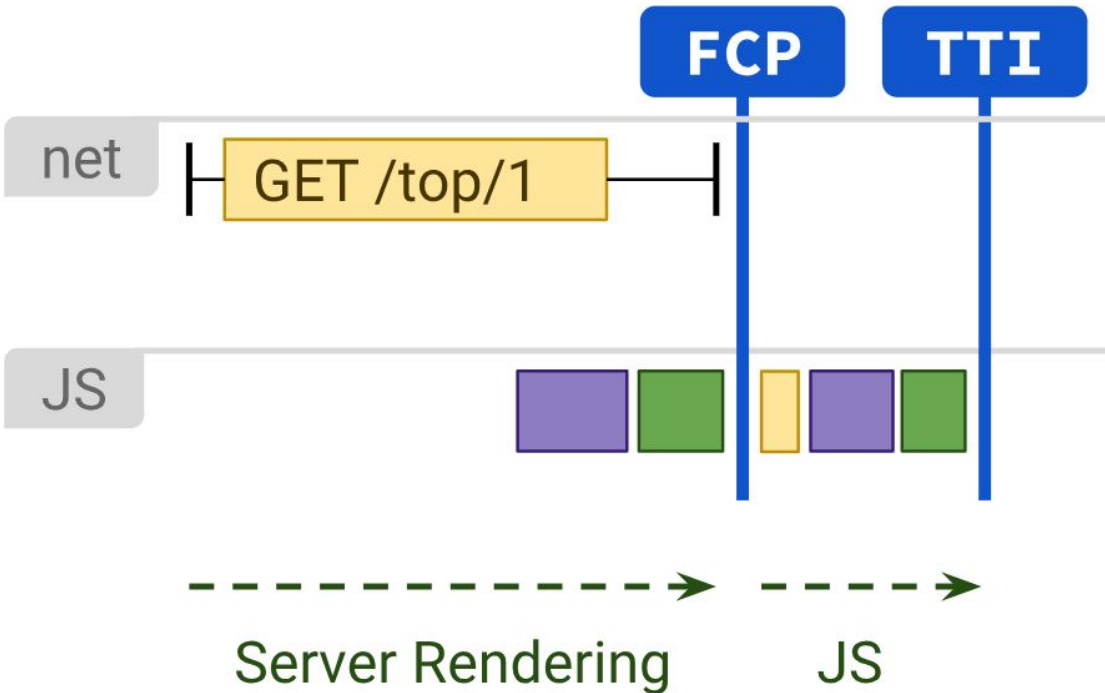 FCP
TTI
net
GET /top/1
JS
Server Rendering
JS